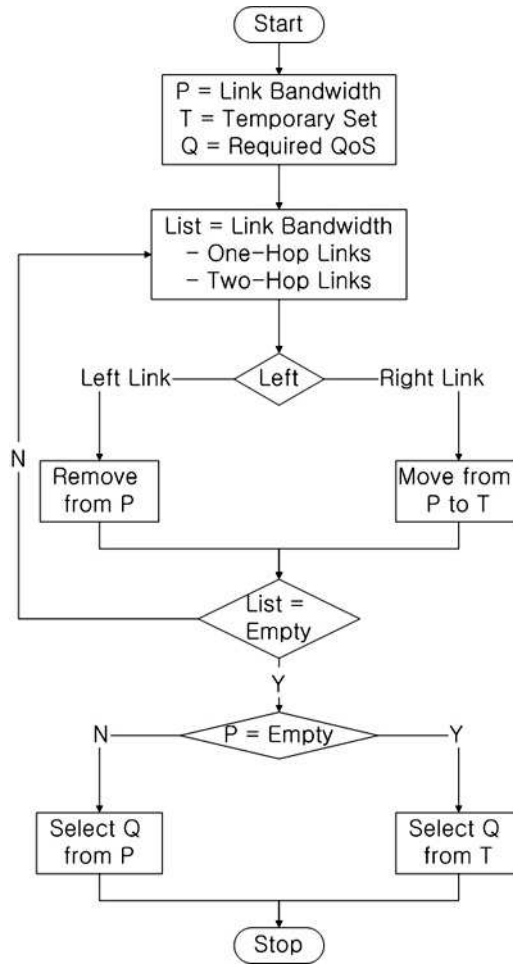 Start
P = Link Bandwidth
T = Temporary Set
Q = Required QoS
List = Link Bandwidth
- One-Hop Links
- Two-Hop Links
Left Link
Left
Right Link
N
Remove
from P
Move from
P to T
List =
Empty
Y
N
P = Empty
Y
Select Q
from P
Select Q
from T
Stop